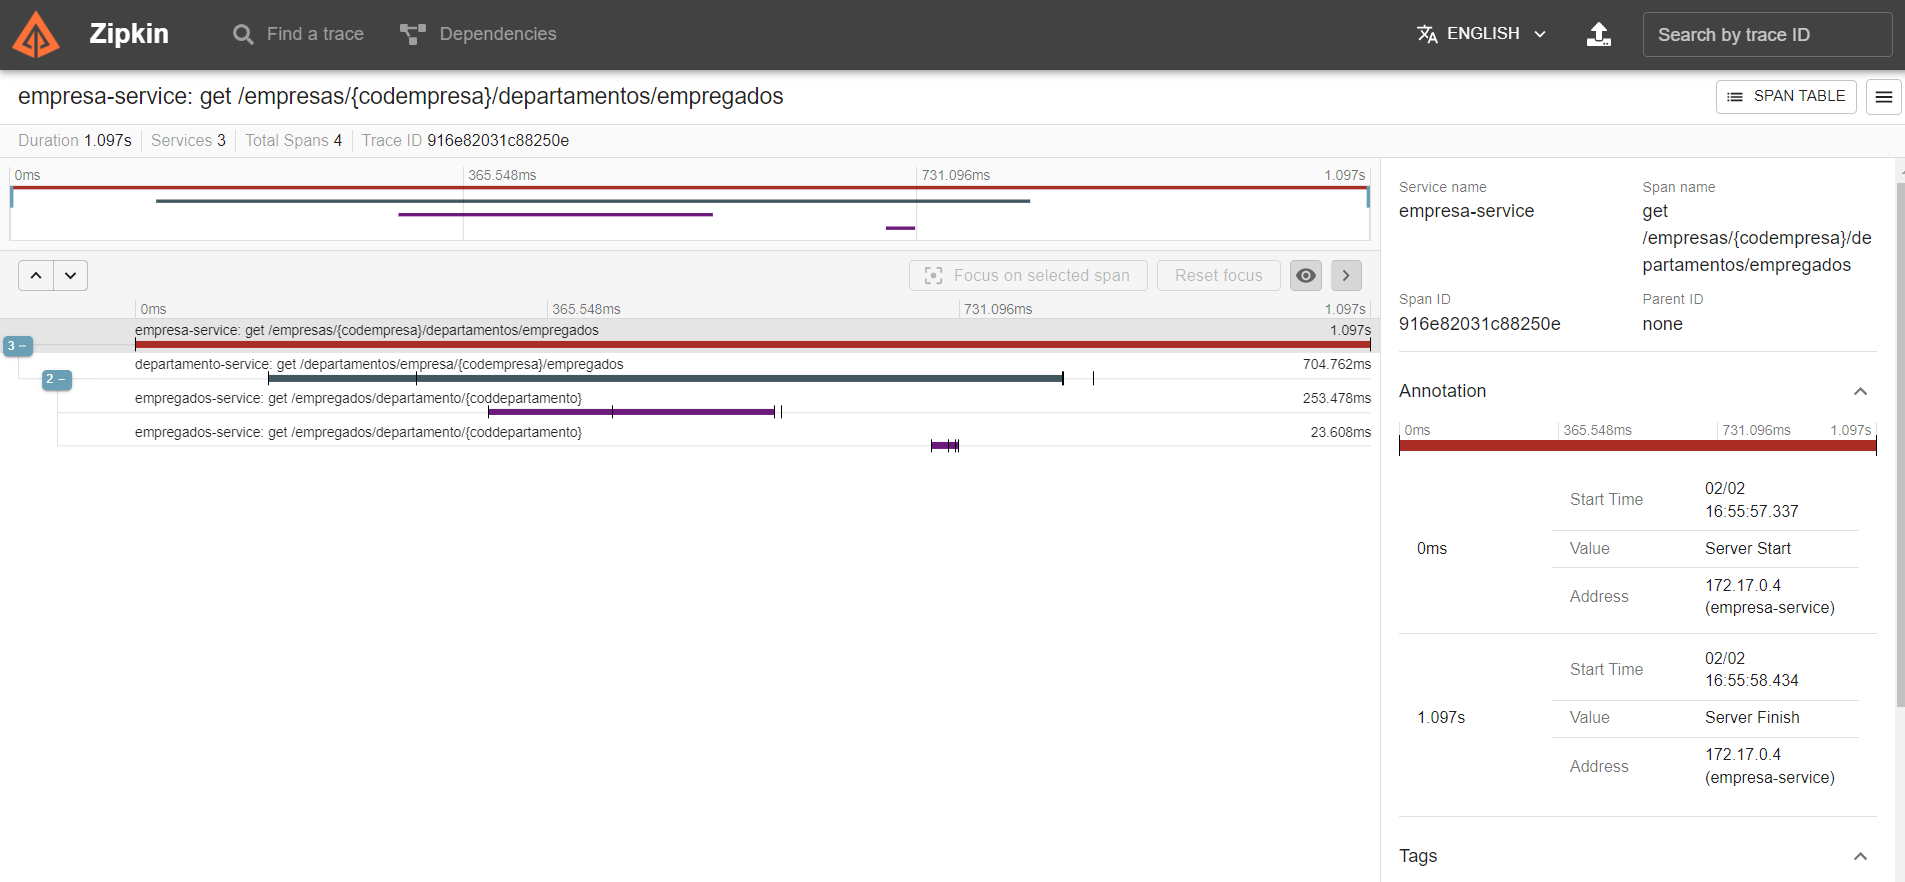 Zipkin
Find a trace
Dependencies
ENGLISH
Search by trace ID
empresa-service: get /empresas/{codempresa}/departamentos/empregados
SPAN TABLE
Duration 1.097s Services 3 Total Spans 4 Trace ID 916e82031c88250e
0ms 365.548ms 731.096ms 1.097s
Focus on selected span
Reset focus
0ms 365.548ms 731.096ms 1.097s
empresa-service: get /empresas/{codempresa}/departamentos/empregados 1.097s
3 −
departamento-service: get /departamentos/empresa/{codempresa}/empregados 704.762ms
2 −
empregados-service: get /empregados/departamento/{coddepartamento} 253.478ms
empregados-service: get /empregados/departamento/{coddepartamento} 23.608ms
Service name
empresa-service
Span name
get
/empresas/{codempresa}/de
partamentos/empregados
Span ID
916e82031c88250e
Parent ID
none
Annotation
0ms 365.548ms 731.096ms 1.097s
0ms
Start Time
02/02
16:55:57.337
Value
Server Start
Address
172.17.0.4
(empresa-service)
1.097s
Start Time
02/02
16:55:58.434
Value
Server Finish
Address
172.17.0.4
(empresa-service)
Tags